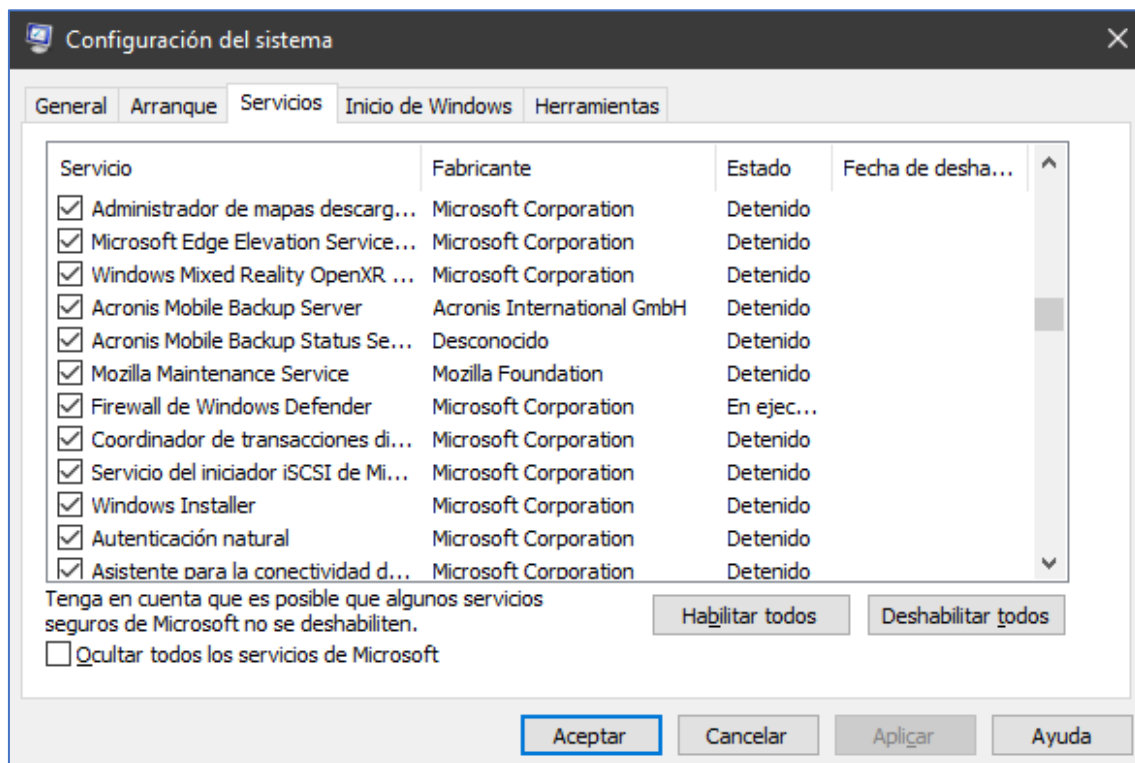 Configuración del sistema
General Arranque Servicios Inicio de Windows Herramientas
Servicio Fabricante Estado Fecha de desha...
Administrador de mapas descarg... Microsoft Corporation Detenido
Microsoft Edge Elevation Service... Microsoft Corporation Detenido
Windows Mixed Reality OpenXR ... Microsoft Corporation Detenido
Acronis Mobile Backup Server Acronis International GmbH Detenido
Acronis Mobile Backup Status Se... Desconocido Detenido
Mozilla Maintenance Service Mozilla Foundation Detenido
Firewall de Windows Defender Microsoft Corporation En ejec...
Coordinador de transacciones di... Microsoft Corporation Detenido
Servicio del iniciador iSCSI de Mi... Microsoft Corporation Detenido
Windows Installer Microsoft Corporation Detenido
Autenticación natural Microsoft Corporation Detenido
Asistente para la conectividad d... Microsoft Corporation Detenido
Tenga en cuenta que es posible que algunos servicios
seguros de Microsoft no se deshabiliten.
Habilitar todos Deshabilitar todos
Ocultar todos los servicios de Microsoft
Aceptar Cancelar Aplicar Ayuda